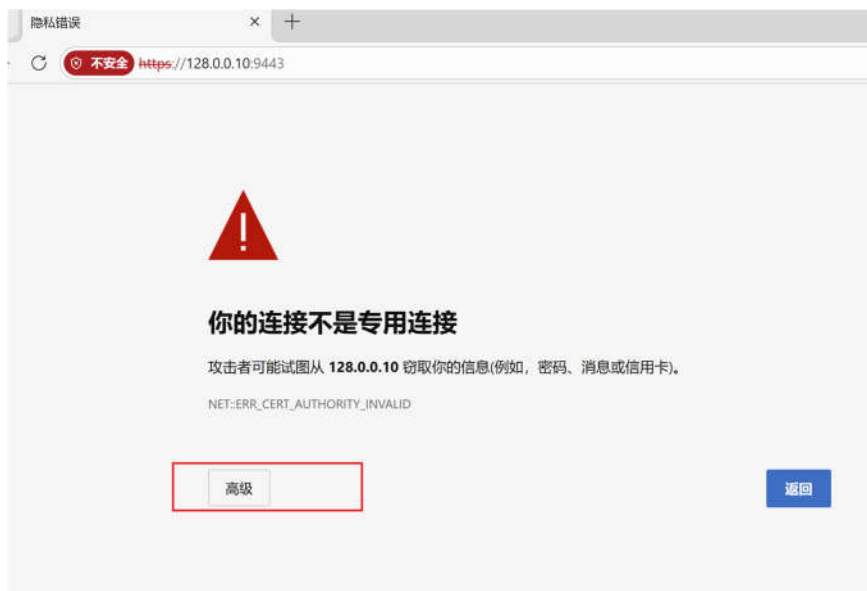 隐私错误
不安全 https://128.0.0.10:9443
你的连接不是专用连接
攻击者可能试图从 128.0.0.10 窃取你的信息(例如，密码、消息或信用卡)。
NET::ERR_CERT_AUTHORITY_INVALID
高级
返回